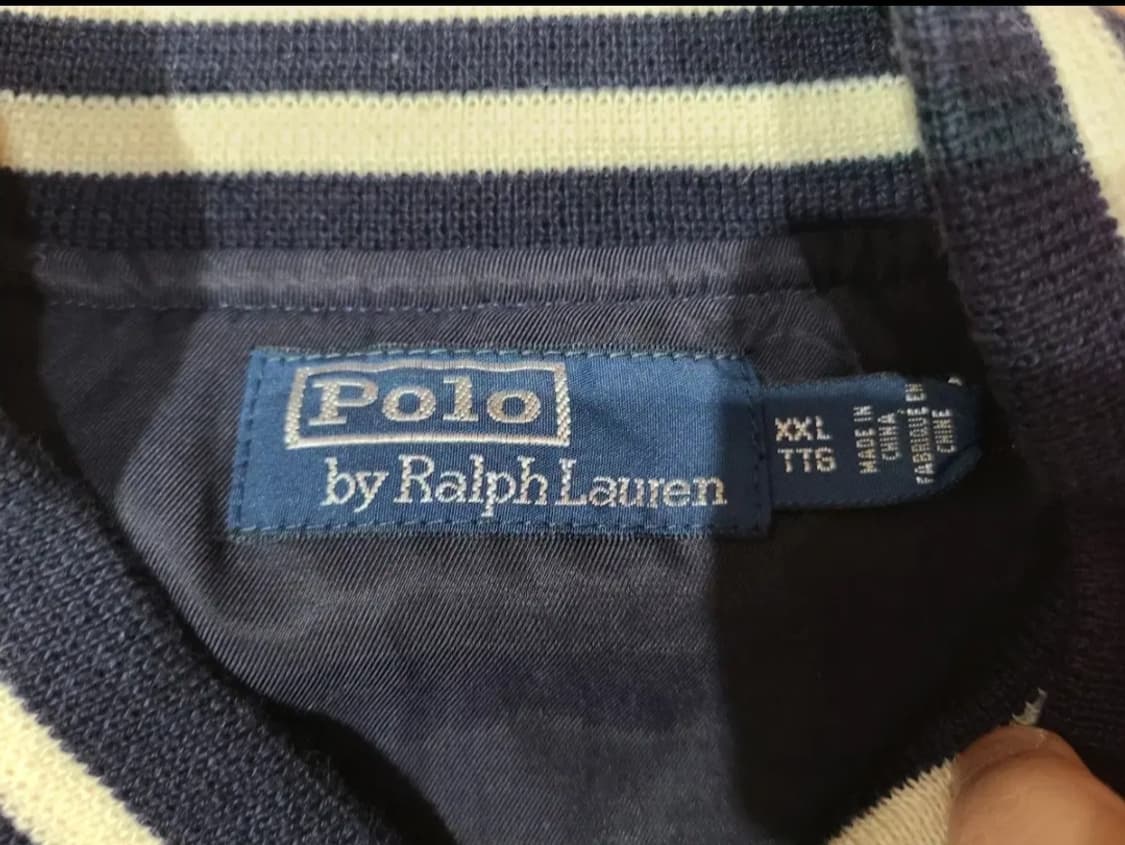 Polo
by Ralph Lauren
XXL
TTG
MADE IN
CHINA
FABRIQUÉ EN
CHINE